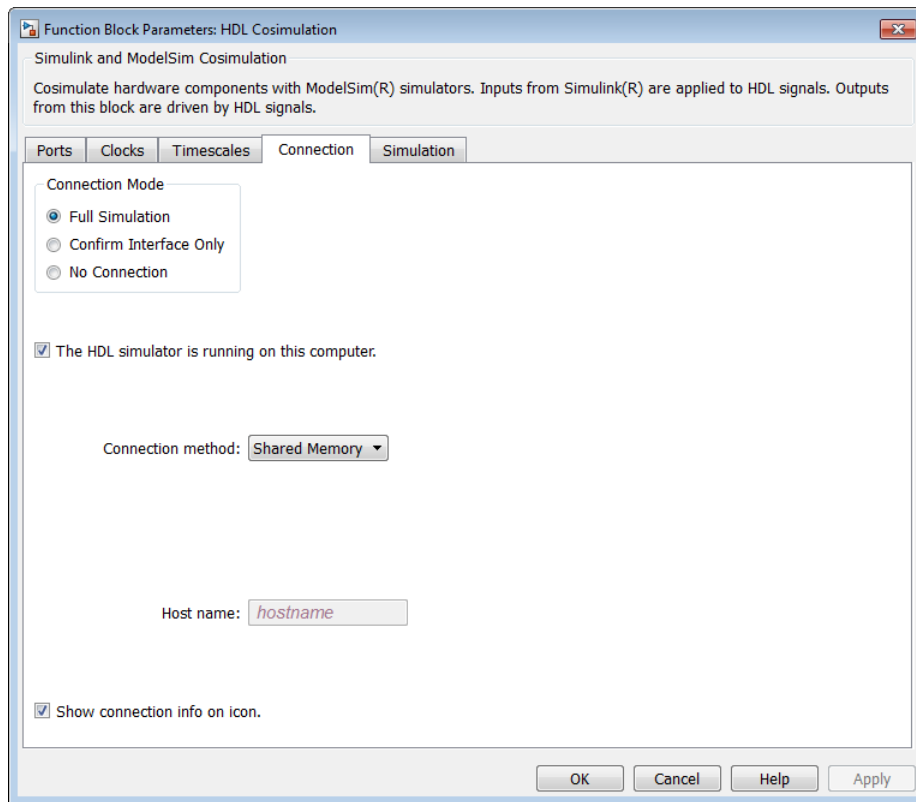 Function Block Parameters: HDL Cosimulation
Simulink and ModelSim Cosimulation
Cosimulate hardware components with ModelSim(R) simulators. Inputs from Simulink(R) are applied to HDL signals. Outputs
from this block are driven by HDL signals.
Ports Clocks Timescales Connection Simulation
Connection Mode
Full Simulation
Confirm Interface Only
No Connection
The HDL simulator is running on this computer.
Connection method: Shared Memory
Host name: hostname
Show connection info on icon.
OK Cancel Help Apply